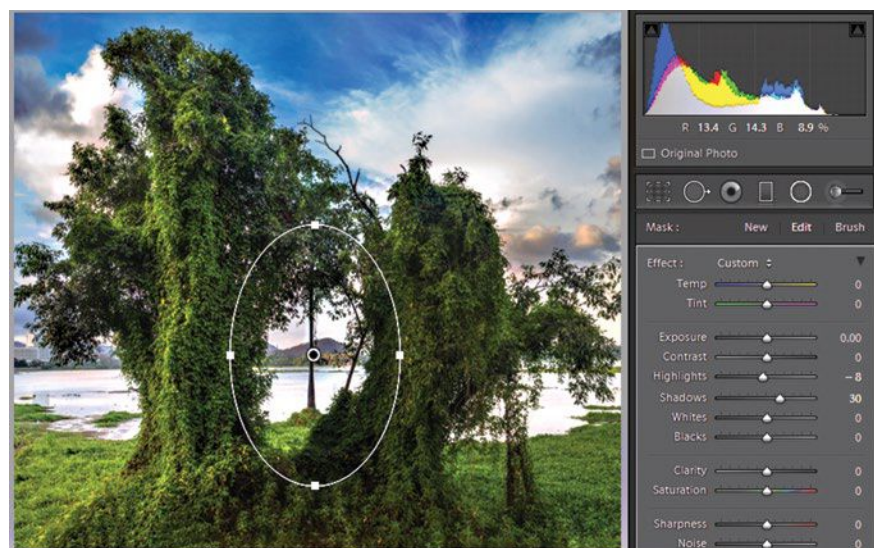 R 13.4 G 14.3 B 8.9 %
Original Photo
Mask : New Edit Brush
Effect : Custom
Temp 0
Tint 0
Exposure 0.00
Contrast 0
Highlights – 8
Shadows 30
Whites 0
Blacks 0
Clarity 0
Saturation 0
Sharpness 0
Noise 0